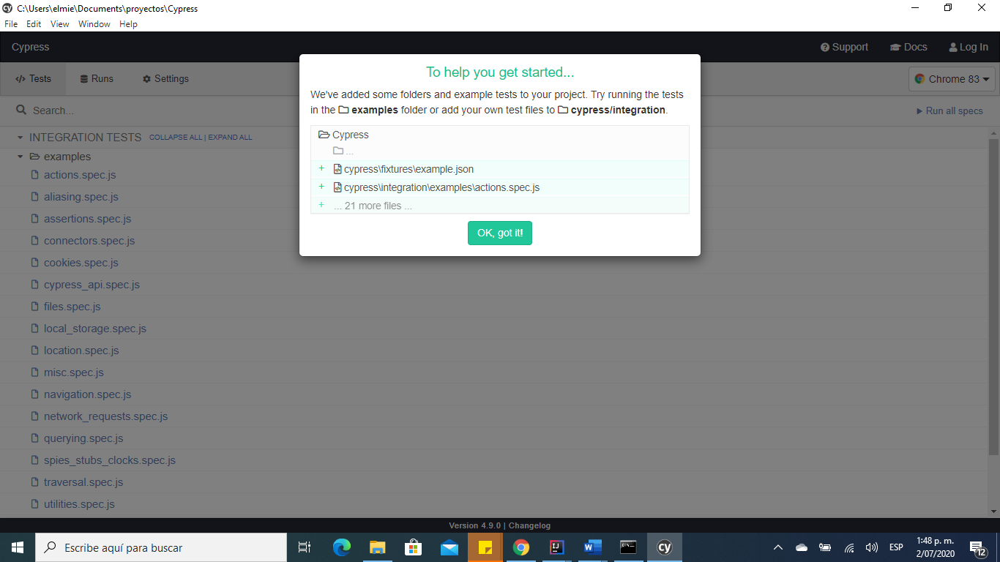 cy C:\Users\elmie\Documents\proyectos\Cypress
File Edit View Window Help
Cypress Support Docs Log In
</> Tests Runs Settings Chrome 83
Search... Run all specs
INTEGRATION TESTS COLLAPSE ALL | EXPAND ALL
examples
actions.spec.js
aliasing.spec.js
assertions.spec.js
connectors.spec.js
cookies.spec.js
cypress_api.spec.js
files.spec.js
local_storage.spec.js
location.spec.js
misc.spec.js
navigation.spec.js
network_requests.spec.js
querying.spec.js
spies_stubs_clocks.spec.js
traversal.spec.js
utilities.spec.js
To help you get started...
We've added some folders and example tests to your project. Try running the tests
in the examples folder or add your own test files to cypress/integration.
Cypress
...
+ cypress\fixtures\example.json
+ cypress\integration\examples\actions.spec.js
+ ... 21 more files ...
OK, got it!
Version 4.9.0 | Changelog
Escribe aquí para buscar
IJ
W
C:\
cy
ESP
1:48 p. m.
2/07/2020
12